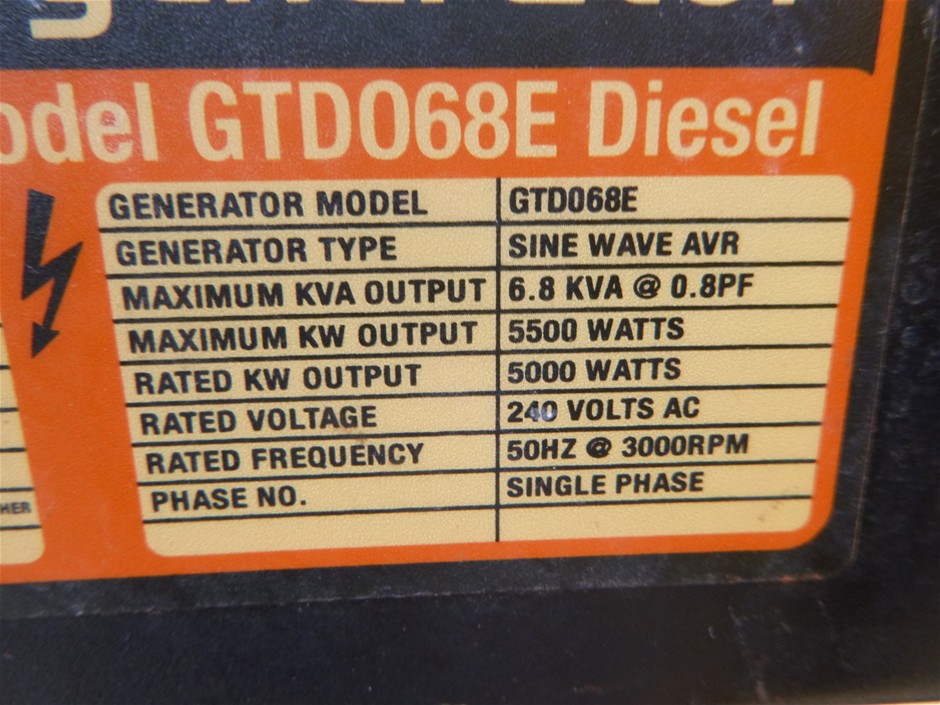 generator
Model GTD068E Diesel
GENERATOR MODEL GTD068E
GENERATOR TYPE SINE WAVE AVR
MAXIMUM KVA OUTPUT 6.8 KVA @ 0.8PF
MAXIMUM KW OUTPUT 5500 WATTS
RATED KW OUTPUT 5000 WATTS
RATED VOLTAGE 240 VOLTS AC
RATED FREQUENCY 50HZ @ 3000RPM
PHASE NO. SINGLE PHASE